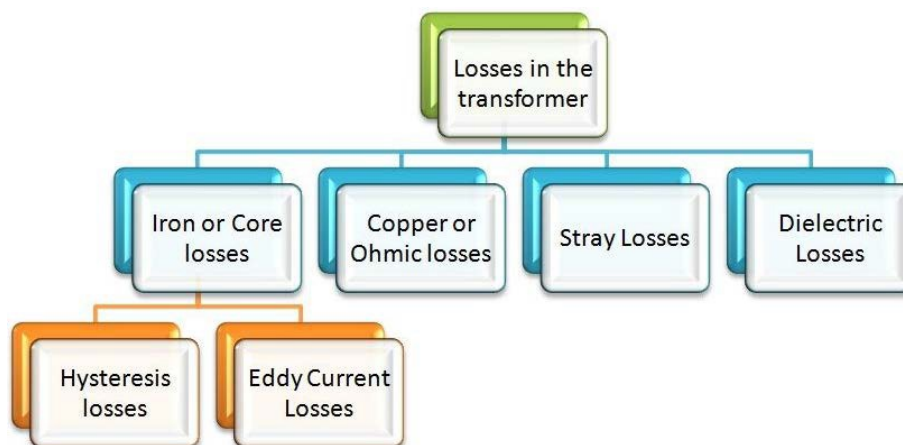 Losses in the
transformer
Iron or Core
losses
Copper or
Ohmic losses
Stray Losses
Dielectric
Losses
Hysteresis
losses
Eddy Current
Losses